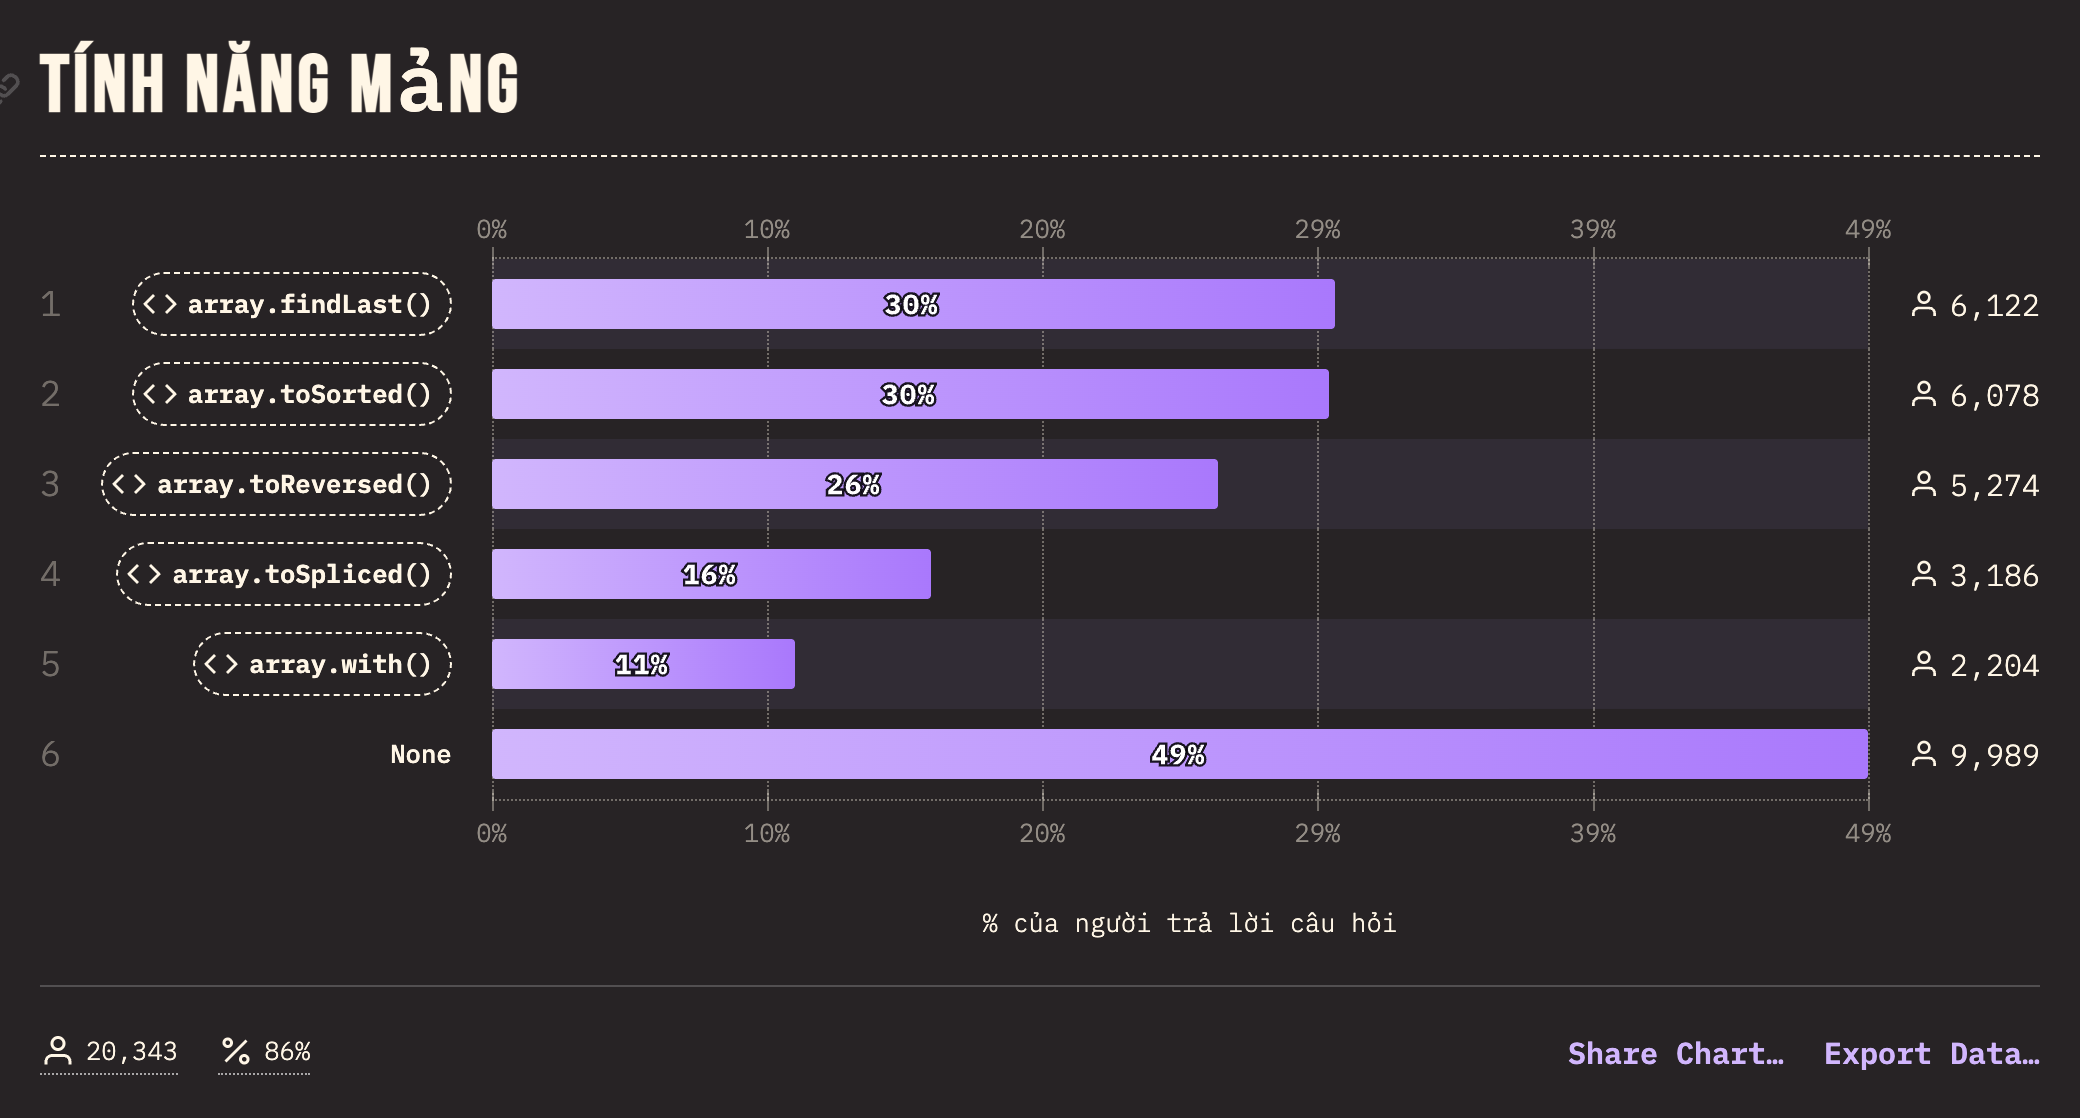 TÍNH NĂNG MảNG
0% 10% 20% 29% 39% 49%
1 <> array.findLast() 30% 6,122
2 <> array.toSorted() 30% 6,078
3 <> array.toReversed() 26% 5,274
4 <> array.toSpliced() 16% 3,186
5 <> array.with() 11% 2,204
6 None 49% 9,989
0% 10% 20% 29% 39% 49%
% của người trả lời câu hỏi
20,343 % 86% Share Chart… Export Data…